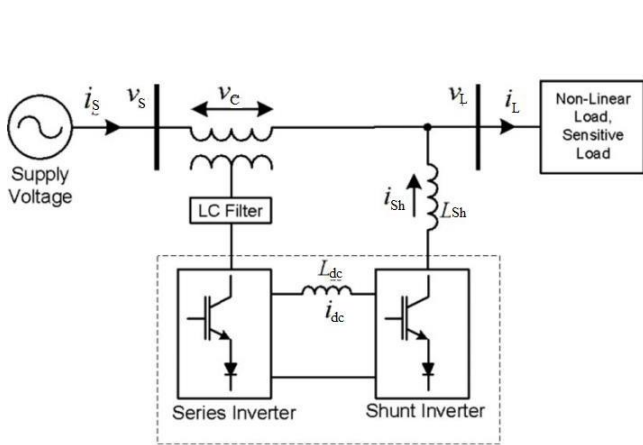 i_S
v_S
v_C
v_L
i_L
Non-Linear
Load,
Sensitive
Load
Supply
Voltage
LC Filter
i_Sh
L_Sh
L_dc
i_dc
Series Inverter
Shunt Inverter